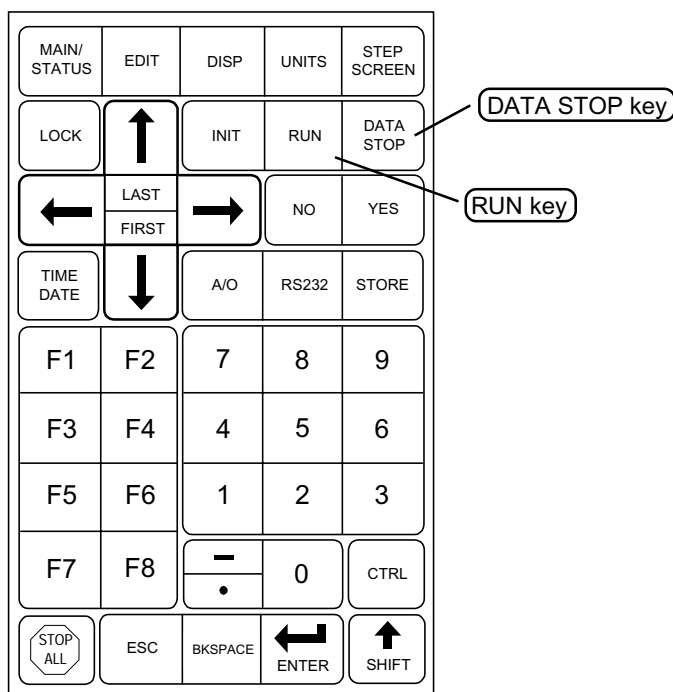 MAIN/
STATUS
EDIT
DISP
UNITS
STEP
SCREEN
LOCK
INIT
RUN
DATA
STOP
DATA STOP key
LAST
FIRST
NO
YES
RUN key
TIME
DATE
A/O
RS232
STORE
F1
F2
7
8
9
F3
F4
4
5
6
F5
F6
1
2
3
F7
F8
–
•
0
CTRL
STOP
ALL
ESC
BKSPACE
ENTER
SHIFT